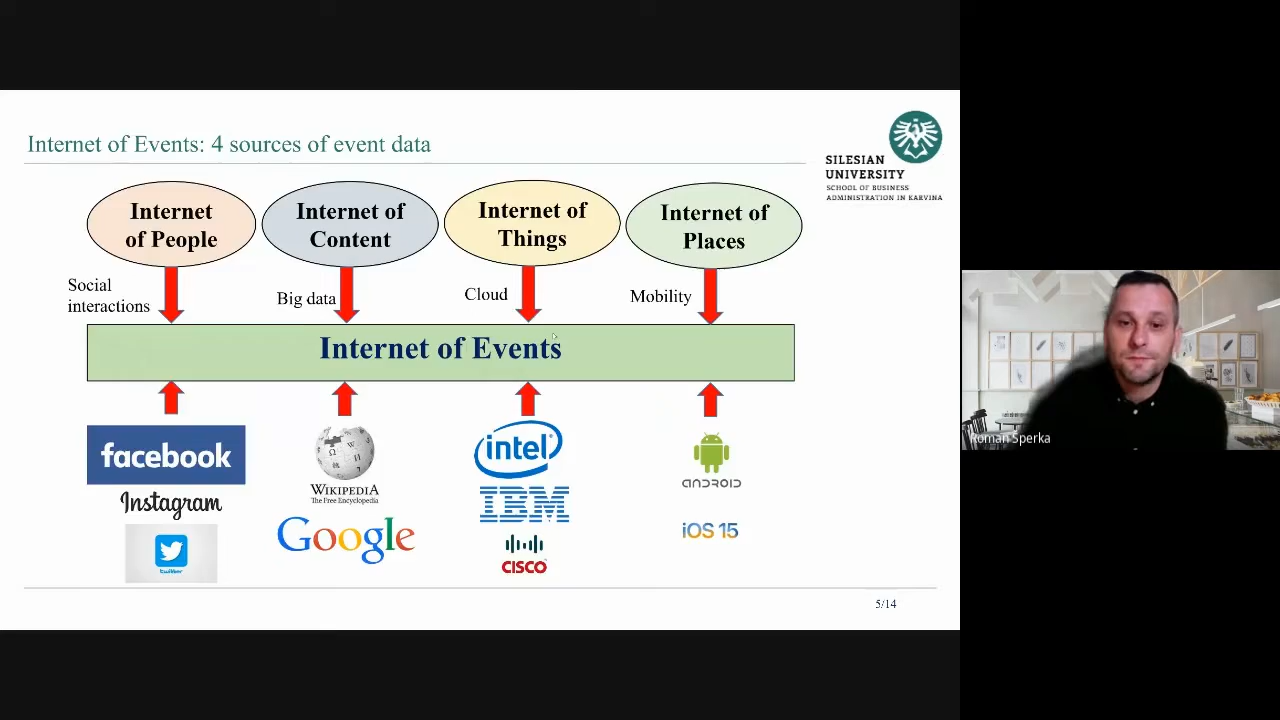 Internet of Events: 4 sources of event data
SILESIAN
UNIVERSITY
SCHOOL OF BUSINESS
ADMINISTRATION IN KARVINA
Internet
of People
Internet of
Content
Internet of
Things
Internet of
Places
Social
interactions
Big data
Cloud
Mobility
Internet of Events
facebook
Instagram
twitter
WIKIPEDIA
The Free Encyclopedia
Google
intel
IBM
CISCO
ANDROID
iOS 15
5/14
Roman Sperka